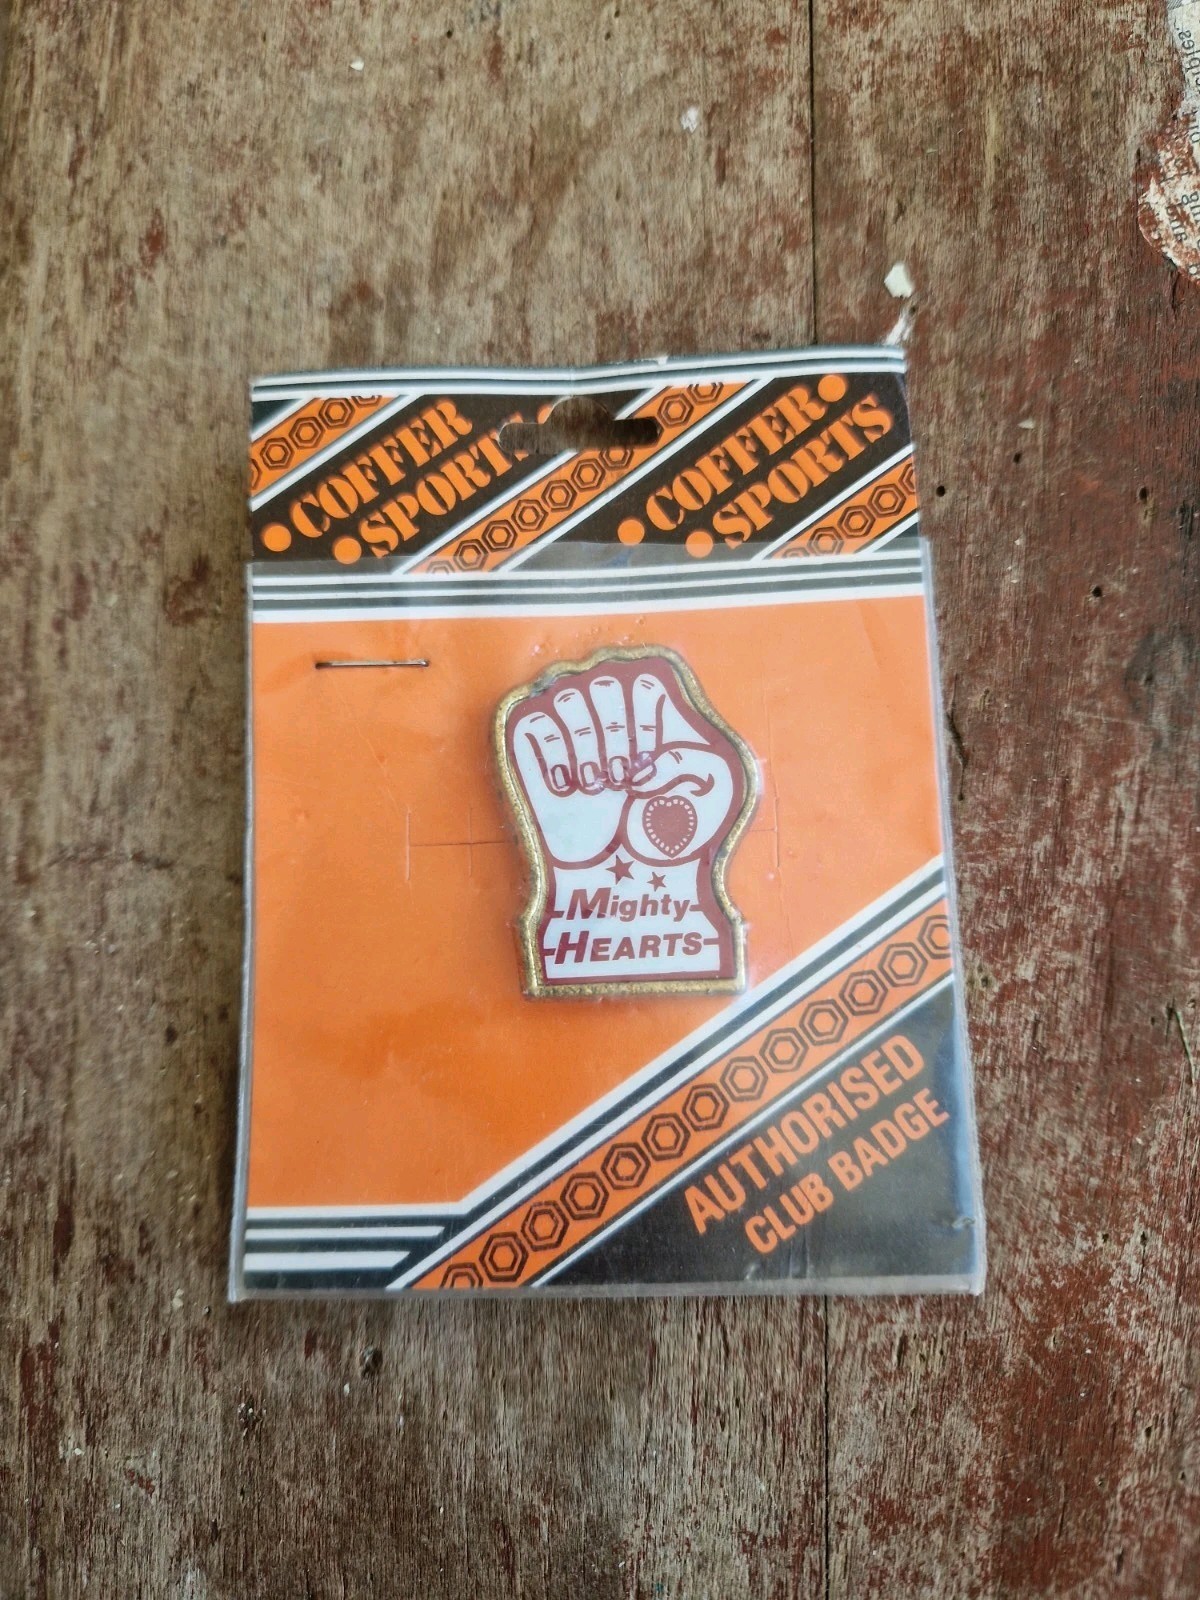 COFFER
SPORTS
COFFER
SPORTS
Mighty
HEARTS
AUTHORISED
CLUB BADGE